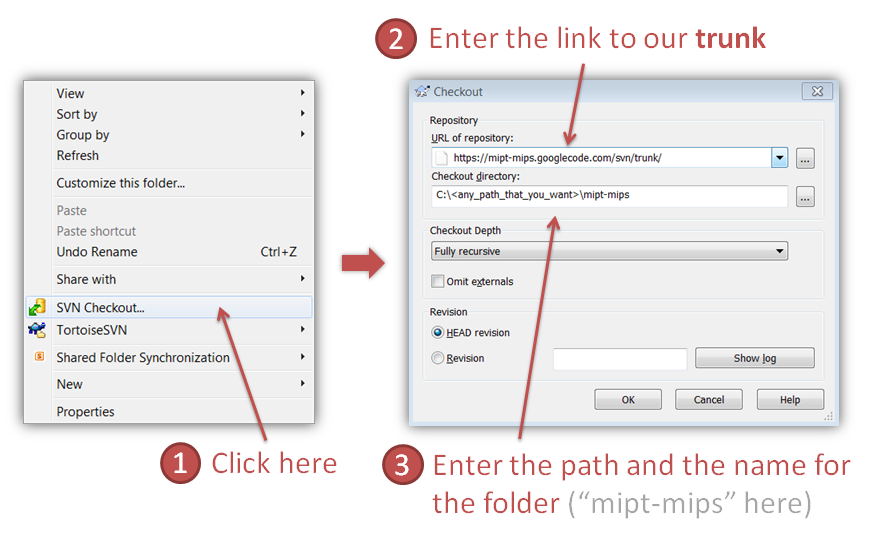 2 Enter the link to our trunk
View
Sort by
Group by
Refresh
Customize this folder...
Paste
Paste shortcut
Undo Rename Ctrl+Z
Share with
SVN Checkout...
TortoiseSVN
S Shared Folder Synchronization
New
Properties
1 Click here
Checkout
Repository
URL of repository:
https://mipt-mips.googlecode.com/svn/trunk/
...
Checkout directory:
C:\<any_path_that_you_want>\mipt-mips
...
Checkout Depth
Fully recursive
Omit externals
Revision
HEAD revision
Revision Show log
OK Cancel Help
3 Enter the path and the name for
the folder (“mipt-mips” here)